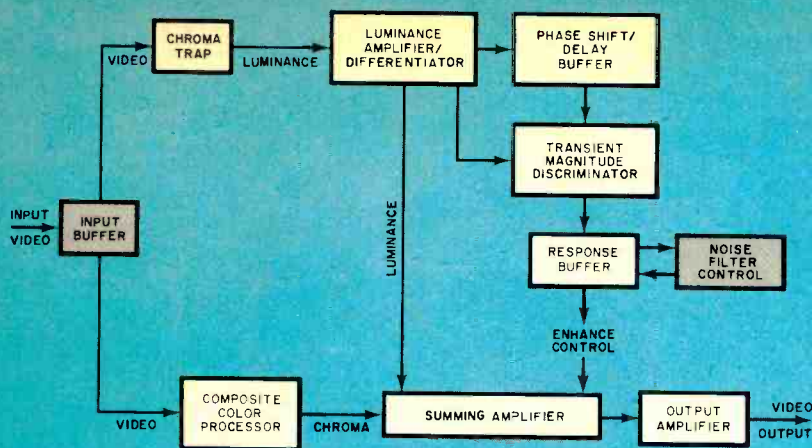 CHROMA
TRAP
VIDEO
LUMINANCE
LUMINANCE
AMPLIFIER/
DIFFERENTIATOR
PHASE SHIFT/
DELAY
BUFFER
TRANSIENT
MAGNITUDE
DISCRIMINATOR
INPUT
VIDEO
INPUT
BUFFER
LUMINANCE
RESPONSE
BUFFER
NOISE
FILTER
CONTROL
ENHANCE
CONTROL
COMPOSITE
COLOR
PROCESSOR
VIDEO
CHROMA
SUMMING AMPLIFIER
OUTPUT
AMPLIFIER
VIDEO
OUTPUT